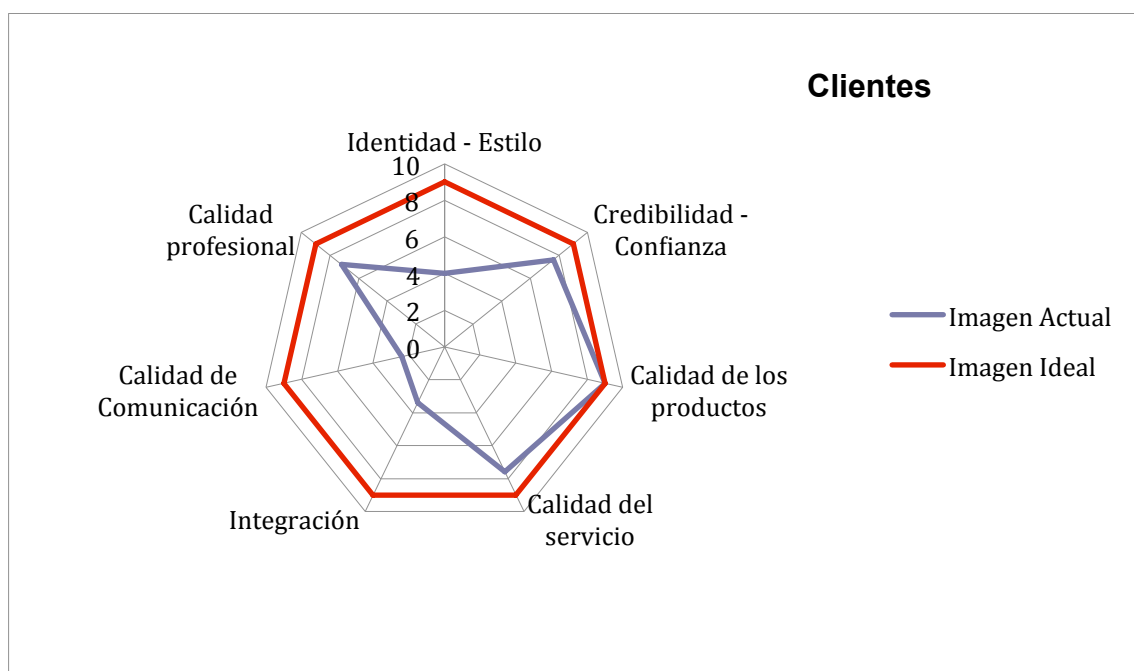 Clientes
Identidad - Estilo
10
8
6
4
2
0
Credibilidad -
Confianza
Calidad de los
productos
Calidad del
servicio
Integración
Calidad de
Comunicación
Calidad
profesional
Imagen Actual
Imagen Ideal